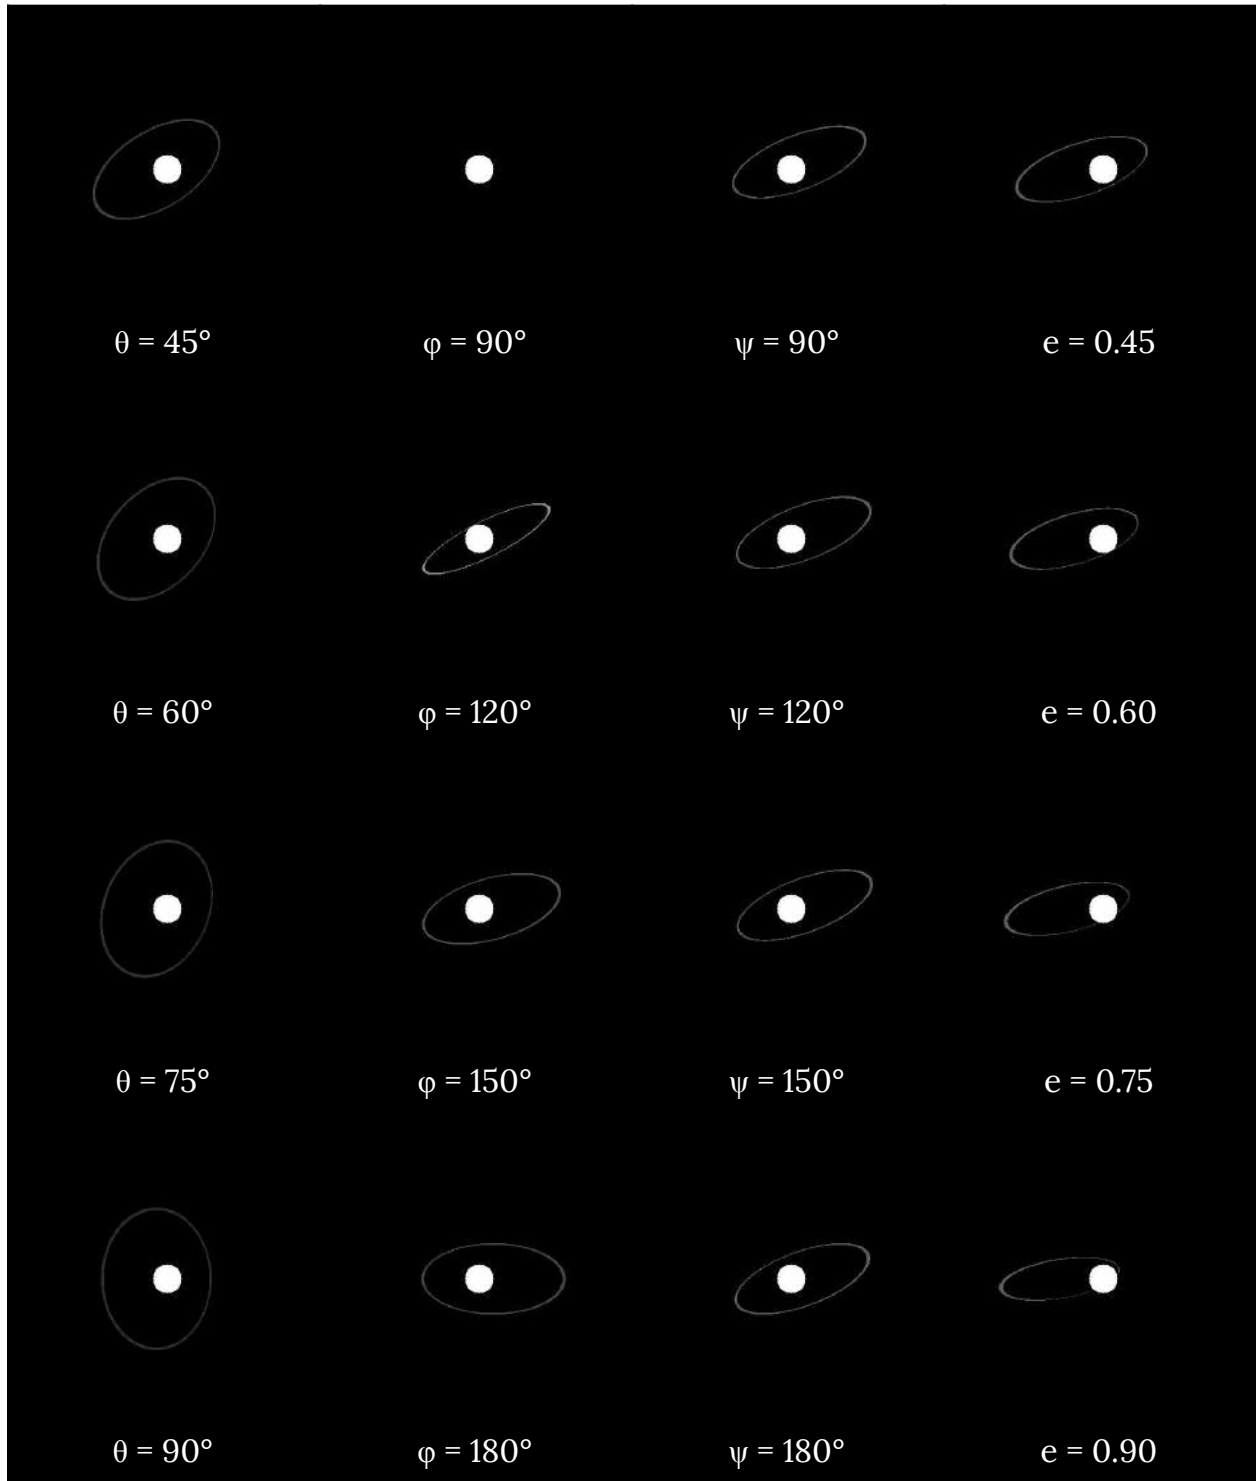 θ = 45°
φ = 90°
ψ = 90°
e = 0.45
θ = 60°
φ = 120°
ψ = 120°
e = 0.60
θ = 75°
φ = 150°
ψ = 150°
e = 0.75
θ = 90°
φ = 180°
ψ = 180°
e = 0.90